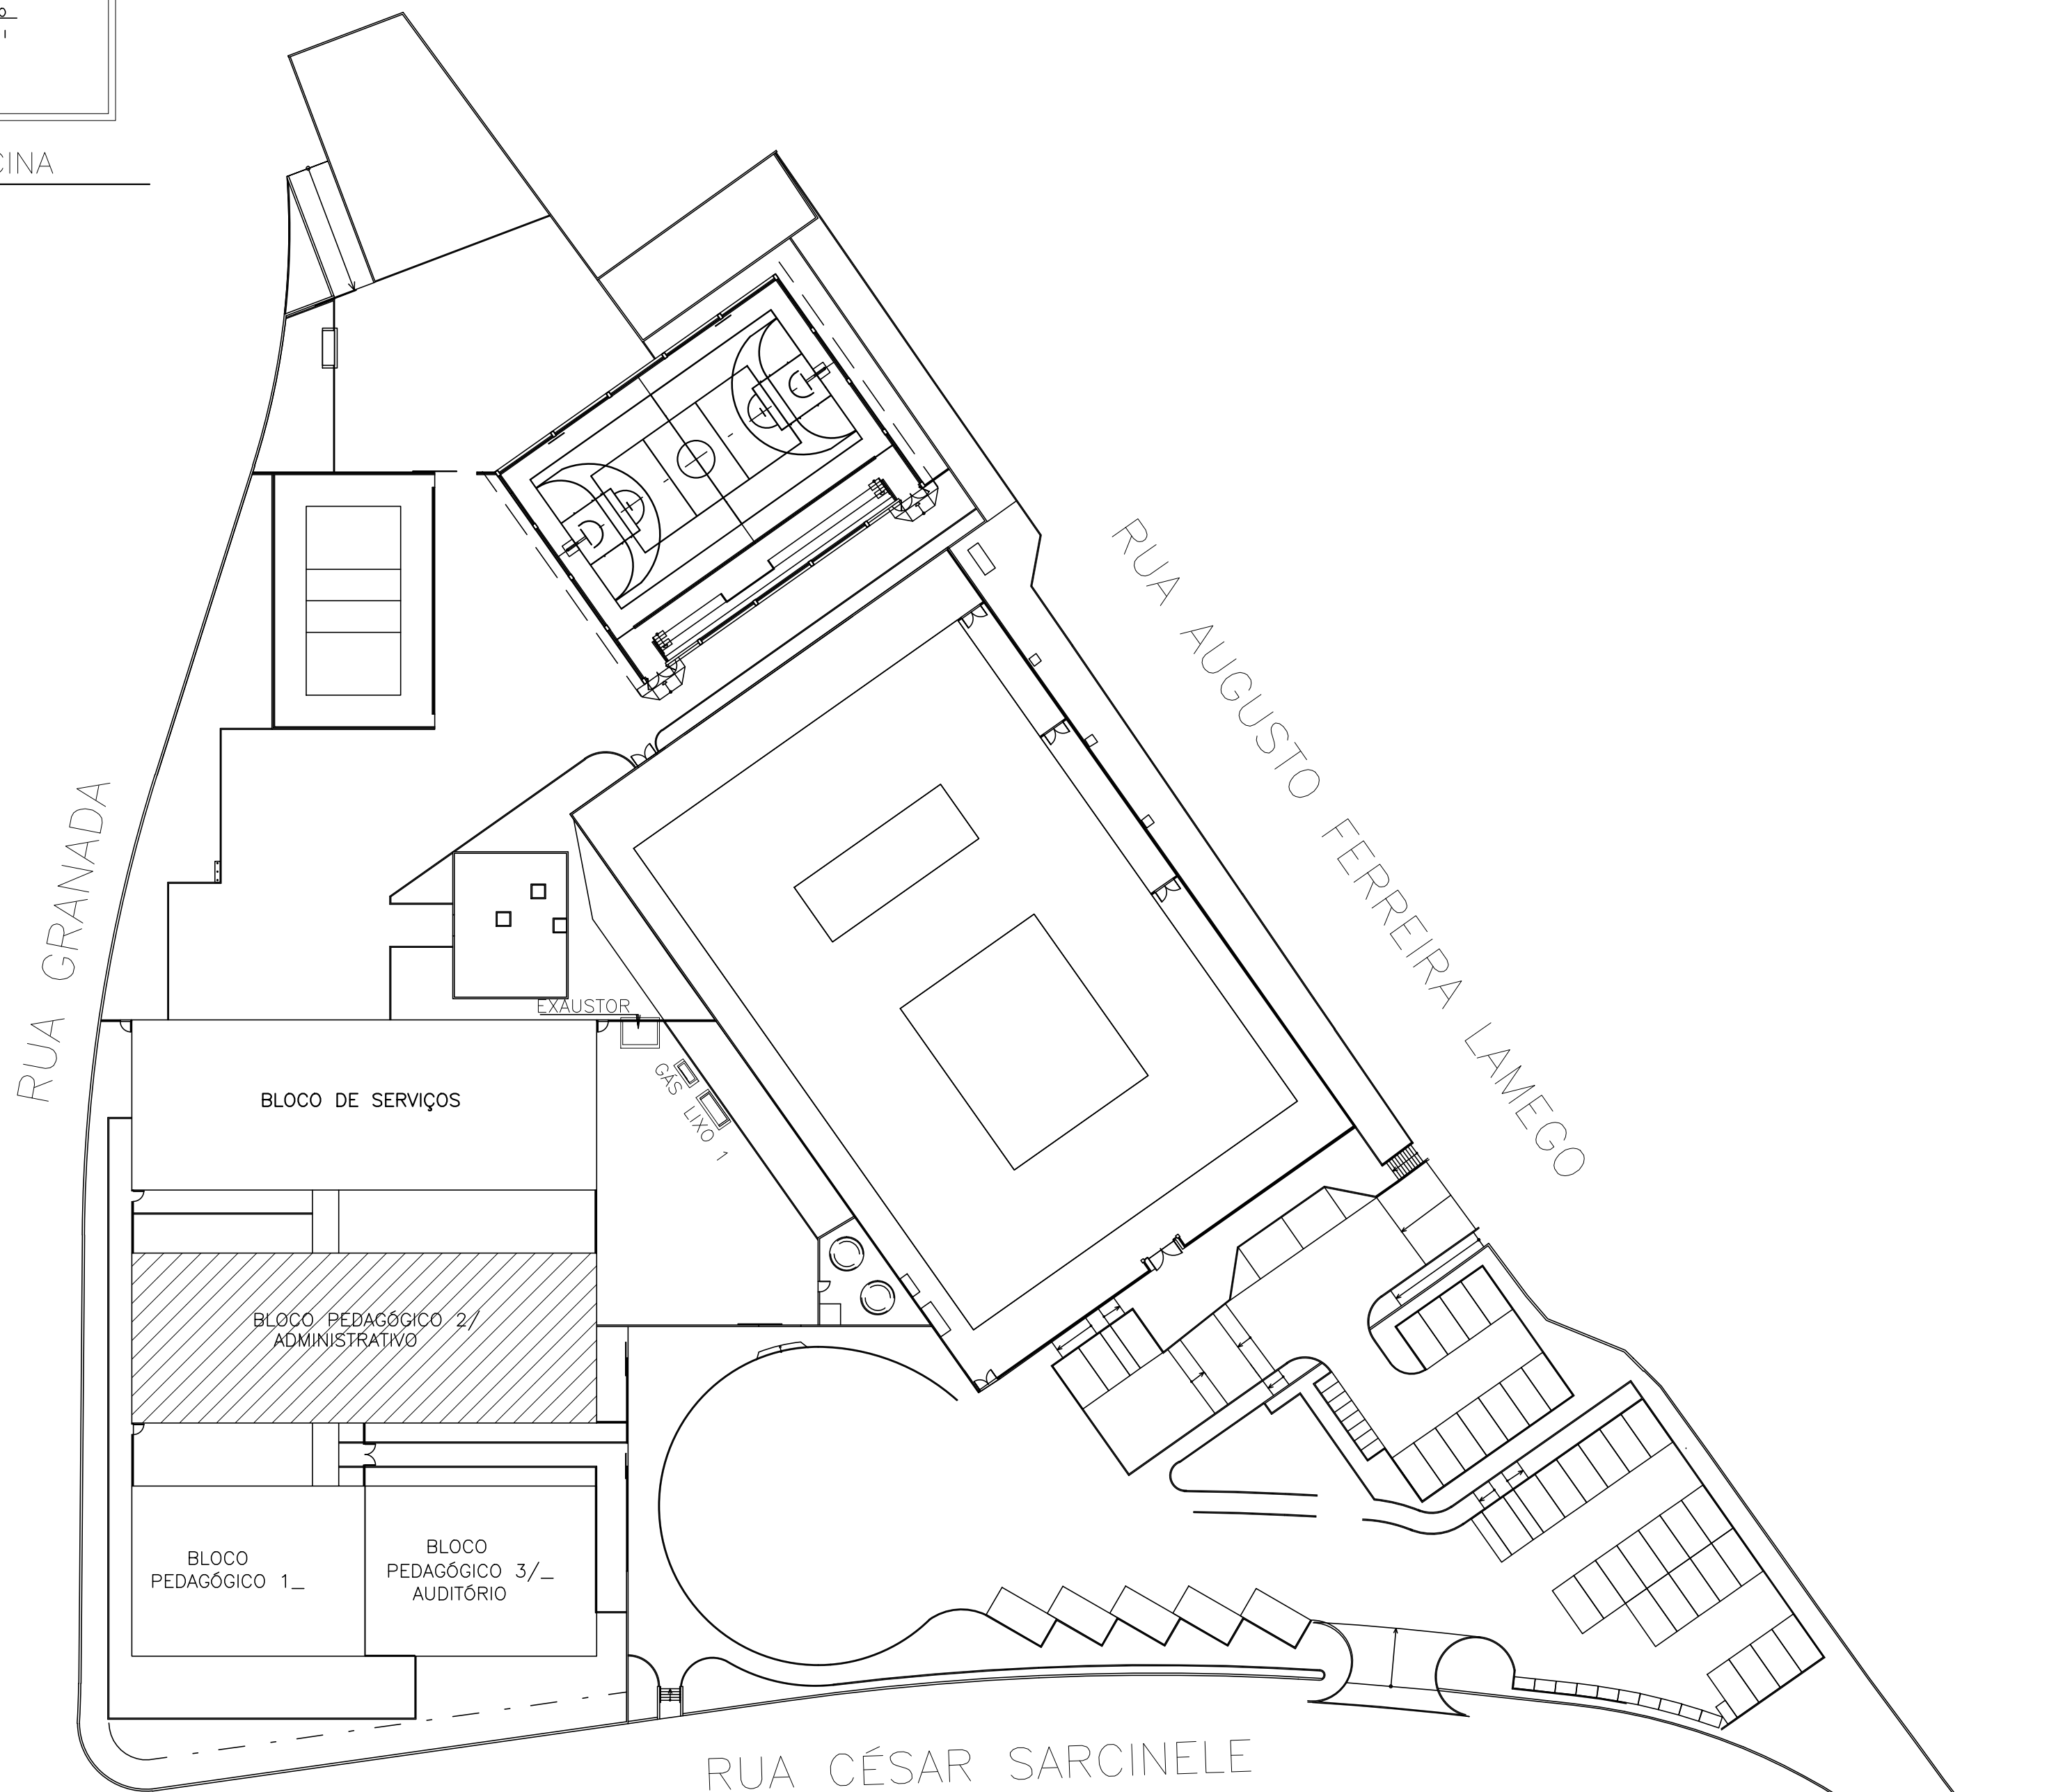 CINA
RUA AUGUSTO FERREIRA LAMEGO
RUA GRANADA
EXAUSTOR
GÁS
LIXO 1
BLOCO DE SERVIÇOS
BLOCO PEDAGÓGICO 2/
ADMINISTRATIVO
BLOCO
PEDAGÓGICO 1_
BLOCO
PEDAGÓGICO 3/_
AUDITÓRIO
RUA CÉSAR SARCINELE